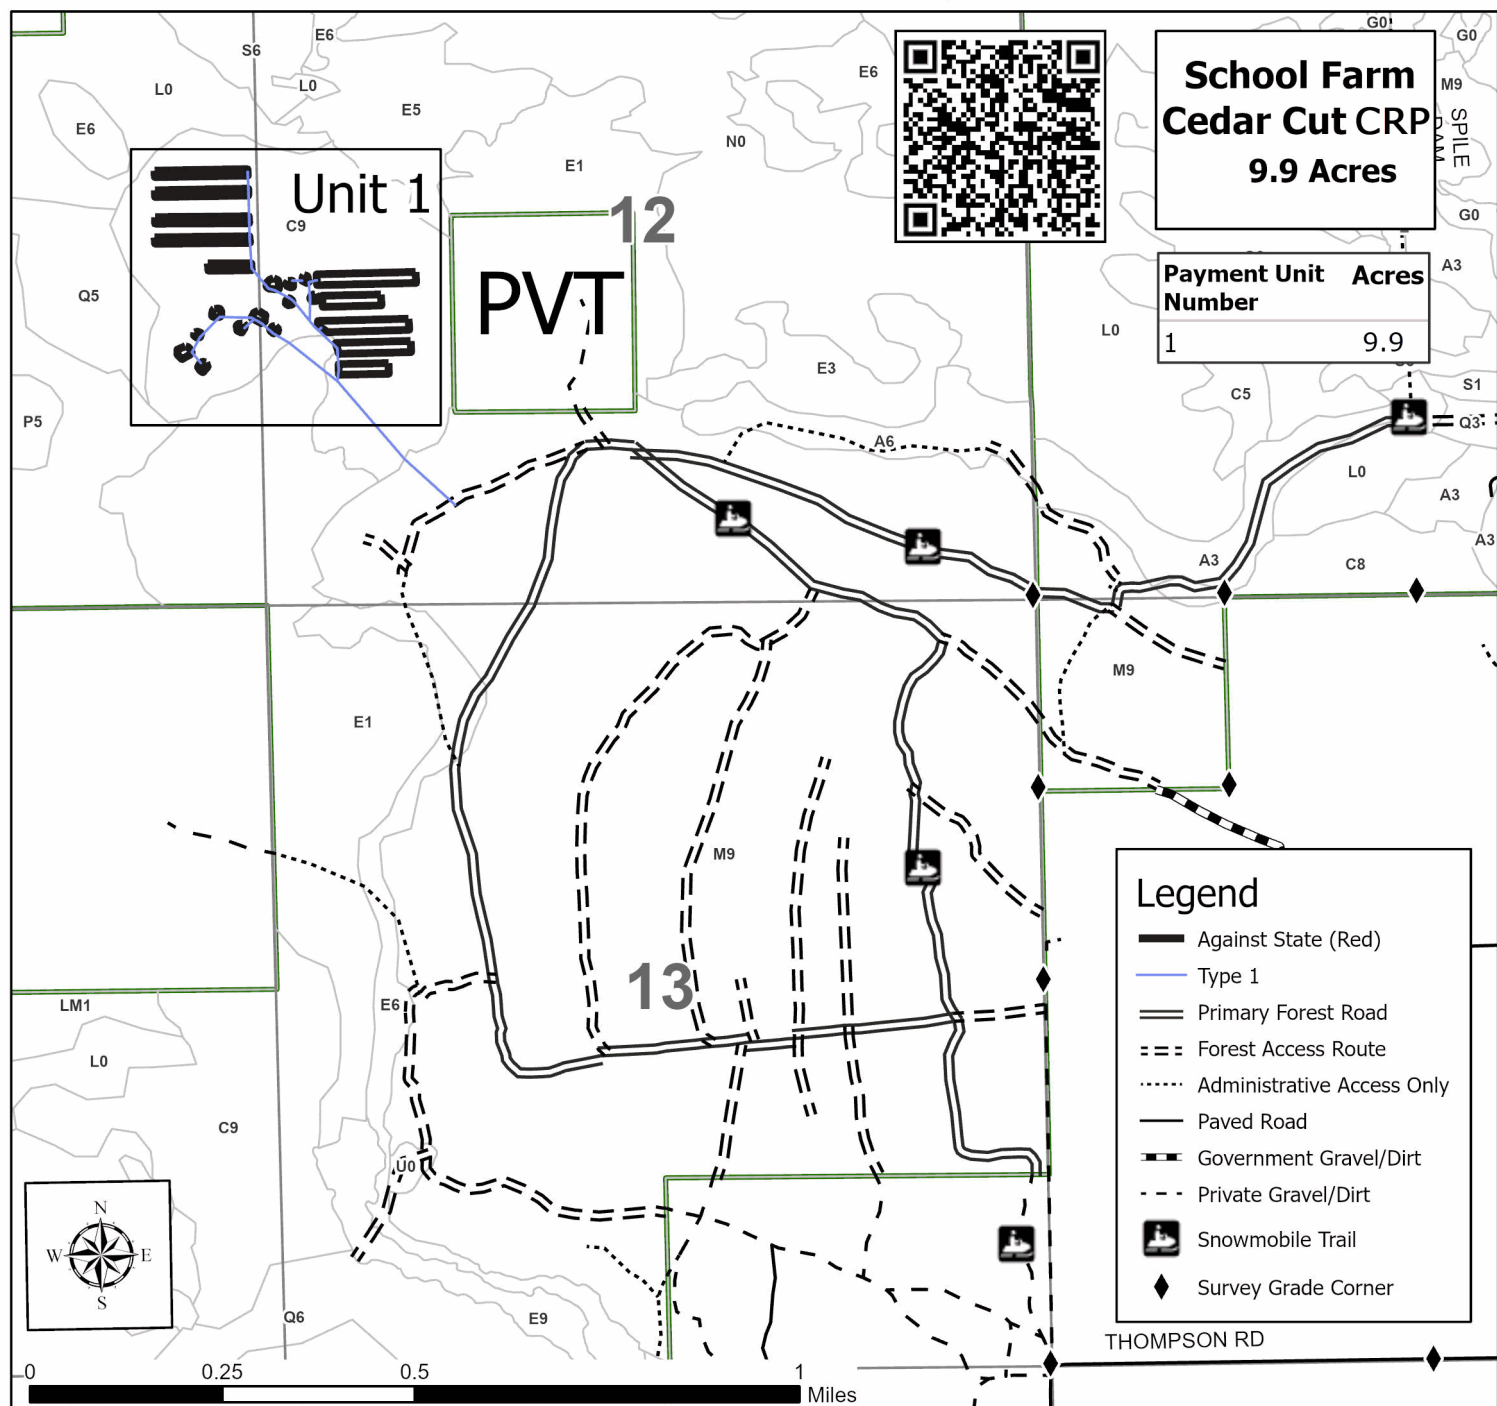 School Farm
Cedar Cut CRP
9.9 Acres
SPILE
DAM
Payment Unit Number
Acres
1
9.9
Unit 1
PVT
12
13
S6
E6
L0
L0
E5
E6
E6
N0
E1
C9
Q5
P5
E3
A6
G0
G0
M9
G0
A3
L0
C5
S1
Q3
L0
A3
A3
A3
C8
M9
E1
M9
LM1
L0
E6
C9
U0
Q6
E9
N
W
E
S
Legend
Against State (Red)
Type 1
Primary Forest Road
Forest Access Route
Administrative Access Only
Paved Road
Government Gravel/Dirt
Private Gravel/Dirt
Snowmobile Trail
Survey Grade Corner
THOMPSON RD
0
0.25
0.5
1
Miles